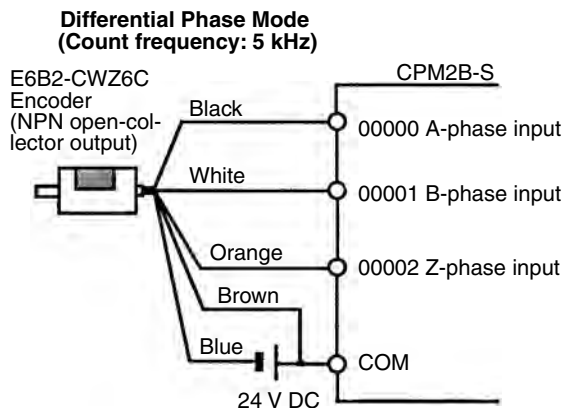 Differential Phase Mode
(Count frequency: 5 kHz)
E6B2-CWZ6C
Encoder
(NPN open-col-
lector output)
CPM2B-S
Black
00000 A-phase input
White
00001 B-phase input
Orange
00002 Z-phase input
Brown
Blue
COM
24 V DC